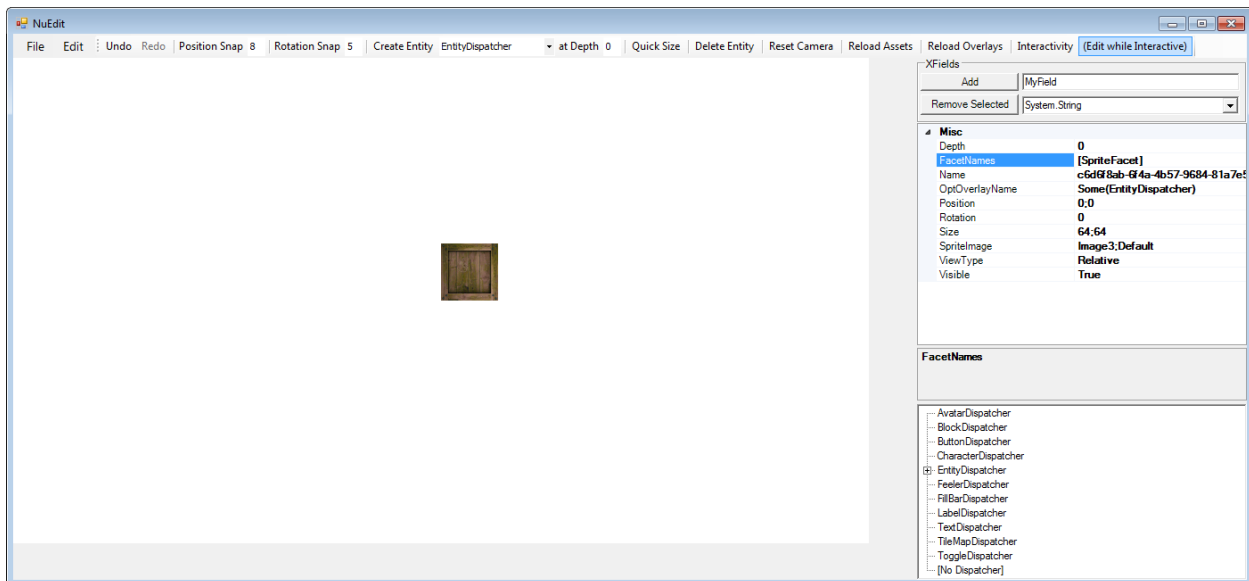 NuEdit
File Edit Undo Redo Position Snap 8 Rotation Snap 5 Create Entity EntityDispatcher at Depth 0 Quick Size Delete Entity Reset Camera Reload Assets Reload Overlays Interactivity (Edit while Interactive)
XFields
Add MyField
Remove Selected System.String
Misc
Depth 0
FacetNames [SpriteFacet]
Name c6d6f8ab-6f4a-4b57-9684-81a7e5
OptOverlayName Some(EntityDispatcher)
Position 0;0
Rotation 0
Size 64;64
SpriteImage Image3;Default
ViewType Relative
Visible True
FacetNames
AvatarDispatcher
BlockDispatcher
ButtonDispatcher
CharacterDispatcher
EntityDispatcher
FeelerDispatcher
FillBarDispatcher
LabelDispatcher
TextDispatcher
TileMapDispatcher
ToggleDispatcher
[No Dispatcher]